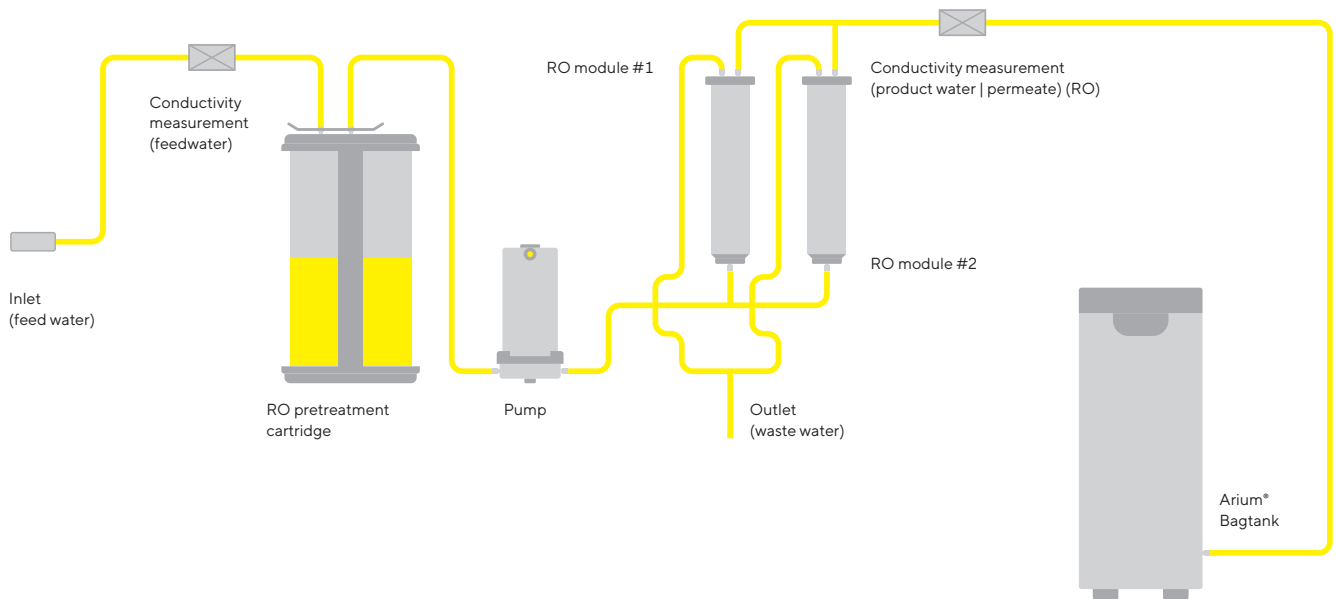 RO module #1
Conductivity measurement
(product water | permeate) (RO)
Conductivity
measurement
(feedwater)
RO module #2
Inlet
(feed water)
RO pretreatment
cartridge
Pump
Outlet
(waste water)
Arium®
Bagtank